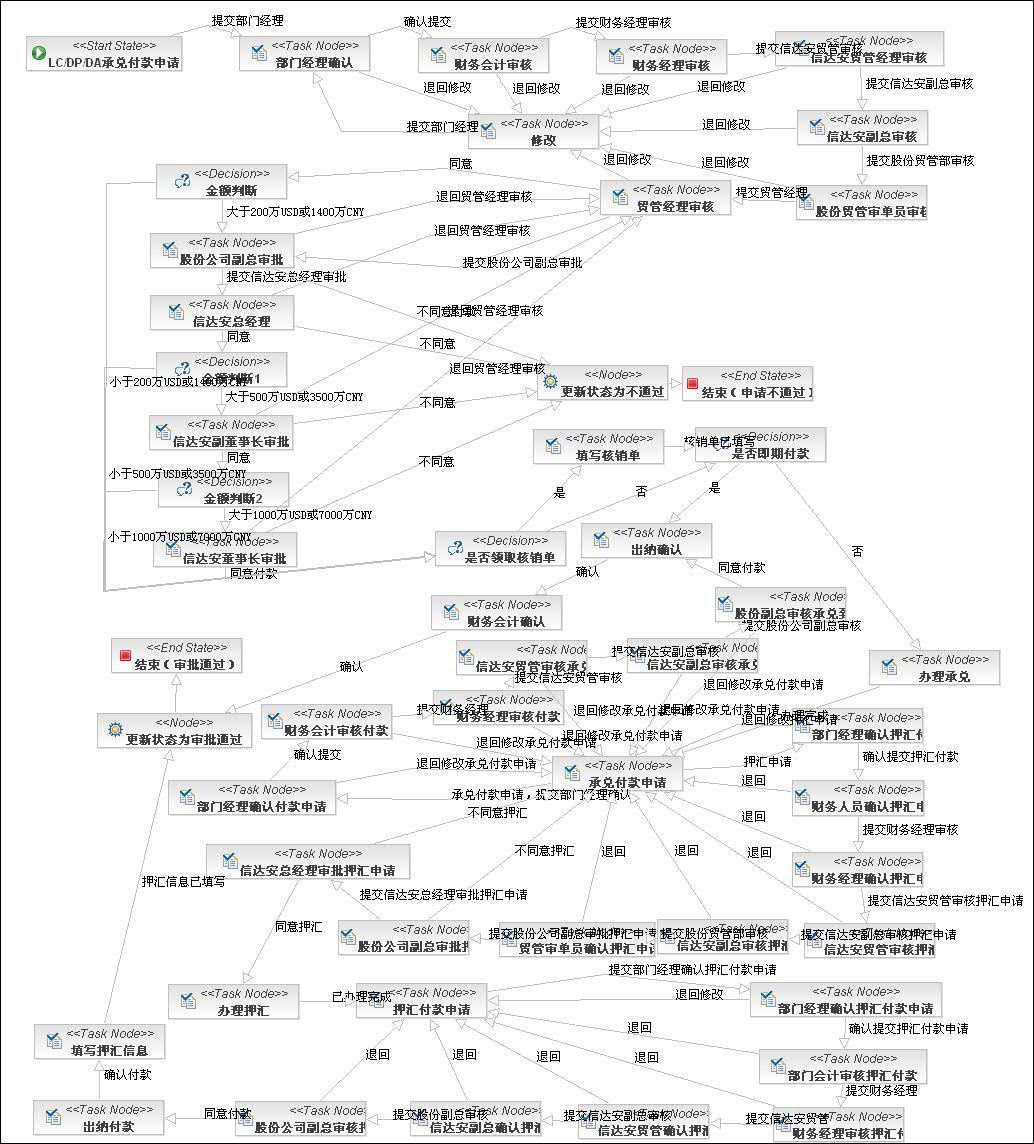 提交部门经理
确认提交
提交财务经理审核
<<Start State>>
LC/DP/DA承兑付款申请
<<Task Node>>
部门经理确认
<<Task Node>>
财务会计审核
<<Task Node>>
财务经理审核
提交信达安贸管审核
<<Task Node>>
信达安贸管经理审核
退回修改
退回修改
退回修改
退回修改
提交信达安副总审核
提交部门经理
<<Task Node>>
修改
退回修改
<<Task Node>>
信达安副总审核
同意
退回修改
退回修改
提交股份贸管部审核
<<Decision>>
金额判断
<<Task Node>>
贸管经理审核
提交贸管经理
<<Task Node>>
股份贸管审单员审核
大于200万USD或1400万CNY
退回贸管经理审核
<<Task Node>>
股份公司副总审批
退回贸管经理审核
提交股份公司副总审批
提交信达安总经理审批
<<Task Node>>
信达安总经理
不同意
退回贸管经理审核
同意
不同意
<<Decision>>
金额判断1
小于200万USD或1400万CNY
退回贸管经理审核
<<Node>>
更新状态为不通过
<<End State>>
结束（申请不通过）
大于500万USD或3500万CNY
不同意
<<Task Node>>
信达安副董事长审批
<<Task Node>>
填写核销单
核销单已填写
<<Decision>>
是否即期付款
同意
不同意
小于500万USD或3500万CNY
<<Decision>>
金额判断2
是
否
是
大于1000万USD或7000万CNY
小于1000万USD或7000万CNY
<<Task Node>>
信达安董事长审批
<<Decision>>
是否领取核销单
<<Task Node>>
出纳确认
否
同意付款
确认
同意付款
<<Task Node>>
财务会计确认
<<Task Node>>
股份副总审核承兑
提交股份公司副总审核
<<End State>>
结束（审批通过）
确认
<<Task Node>>
信达安贸管审核承兑
提交信达安副总审核
<<Task Node>>
信达安副总审核承兑
<<Task Node>>
办理承兑
提交信达安贸管审核
退回修改承兑付款申请
<<Node>>
更新状态为审批通过
<<Task Node>>
财务会计审核付款
提交财务经理
<<Task Node>>
财务经理审核付款
退回修改承兑付款申请
退回修改承兑付款申请
办理完成
<<Task Node>>
部门经理确认押汇付
退回修改承兑付款申请
退回修改承兑付款申请
确认提交
退回修改承兑付款申请
<<Task Node>>
承兑付款申请
押汇申请
确认提交押汇付款
<<Task Node>>
部门经理确认付款申请
承兑付款申请，提交部门经理确认
退回
<<Task Node>>
财务人员确认押汇申
不同意押汇
退回
提交财务经理审核
<<Task Node>>
信达安总经理审批押汇申请
不同意押汇
退回
退回
退回
<<Task Node>>
财务经理确认押汇申
押汇信息已填写
提交信达安总经理审批押汇申请
提交信达安贸管审核押汇申请
同意押汇
<<Task Node>>
股份公司副总审批押
提交股份公司副总审批押汇申请
<<Task Node>>
贸管审单员确认押汇申请
提交股份贸管部审核
<<Task Node>>
信达安副总审核押汇
提交信达安副总审核押汇申请
<<Task Node>>
信达安贸管审核押汇
提交部门经理确认押汇付款申请
<<Task Node>>
办理押汇
已办理完成
<<Task Node>>
押汇付款申请
退回修改
<<Task Node>>
部门经理确认押汇付款申请
<<Task Node>>
填写押汇信息
退回
退回
退回
退回
退回
确认提交押汇付款申请
<<Task Node>>
部门会计审核押汇付款
确认付款
提交财务经理
<<Task Node>>
出纳付款
同意付款
<<Task Node>>
股份公司副总审核押
提交股份副总审核
<<Task Node>>
信达安副总确认押汇
提交信达安副总审核
<<Task Node>>
信达安贸管确认押汇
提交信达安贸管
<<Task Node>>
财务经理审核押汇付